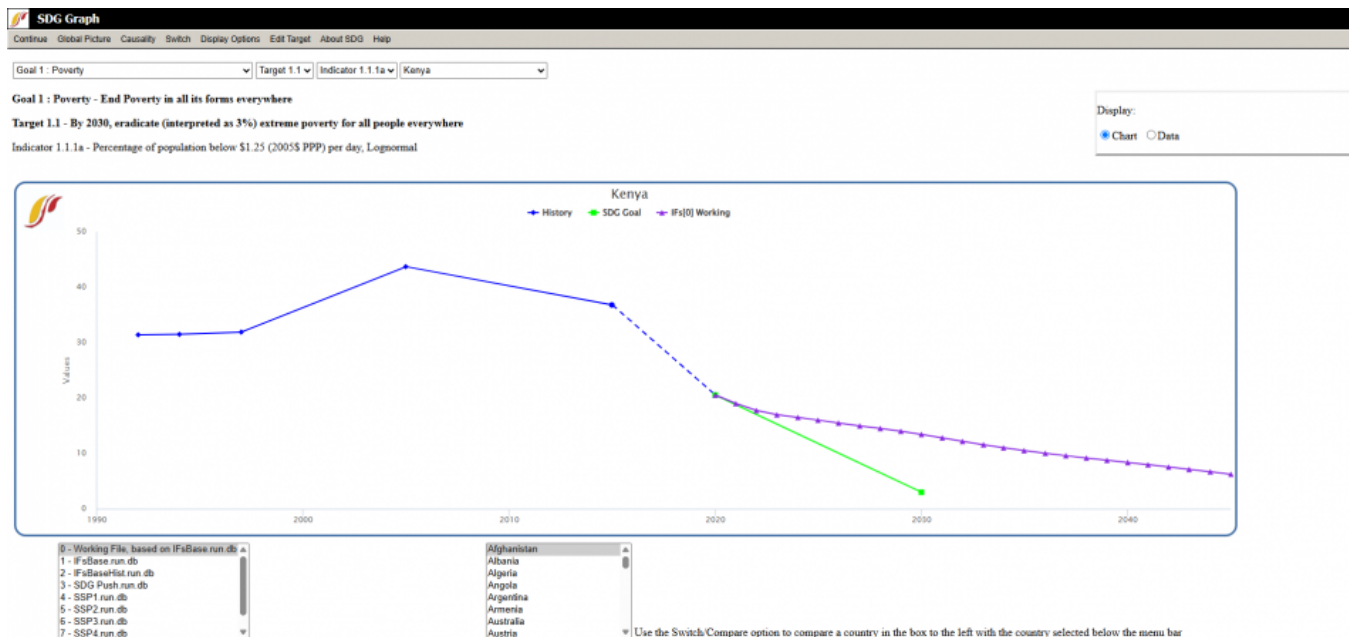 SDG Graph
Continue Global Picture Causality Switch Display Options Edit Target About SDG Help
Goal 1 : Poverty Target 1.1 Indicator 1.1.1a Kenya
Goal 1 : Poverty - End Poverty in all its forms everywhere
Target 1.1 - By 2030, eradicate (interpreted as 3%) extreme poverty for all people everywhere
Indicator 1.1.1a - Percentage of population below $1.25 (2005$ PPP) per day, Lognormal
Display:
Chart Data
Kenya
History SDG Goal IFs[0] Working
50
40
30
20
10
0
Values
1990 2000 2010 2020 2030 2040
0 - Working File, based on IFsBase.run.db
1 - IFsBase.run.db
2 - IFsBaseHist.run.db
3 - SDG Push.run.db
4 - SSP1.run.db
5 - SSP2.run.db
6 - SSP3.run.db
7 - SSP4.run.db
Afghanistan
Albania
Algeria
Angola
Argentina
Armenia
Australia
Austria
Use the Switch/Compare option to compare a country in the box to the left with the country selected below the menu bar